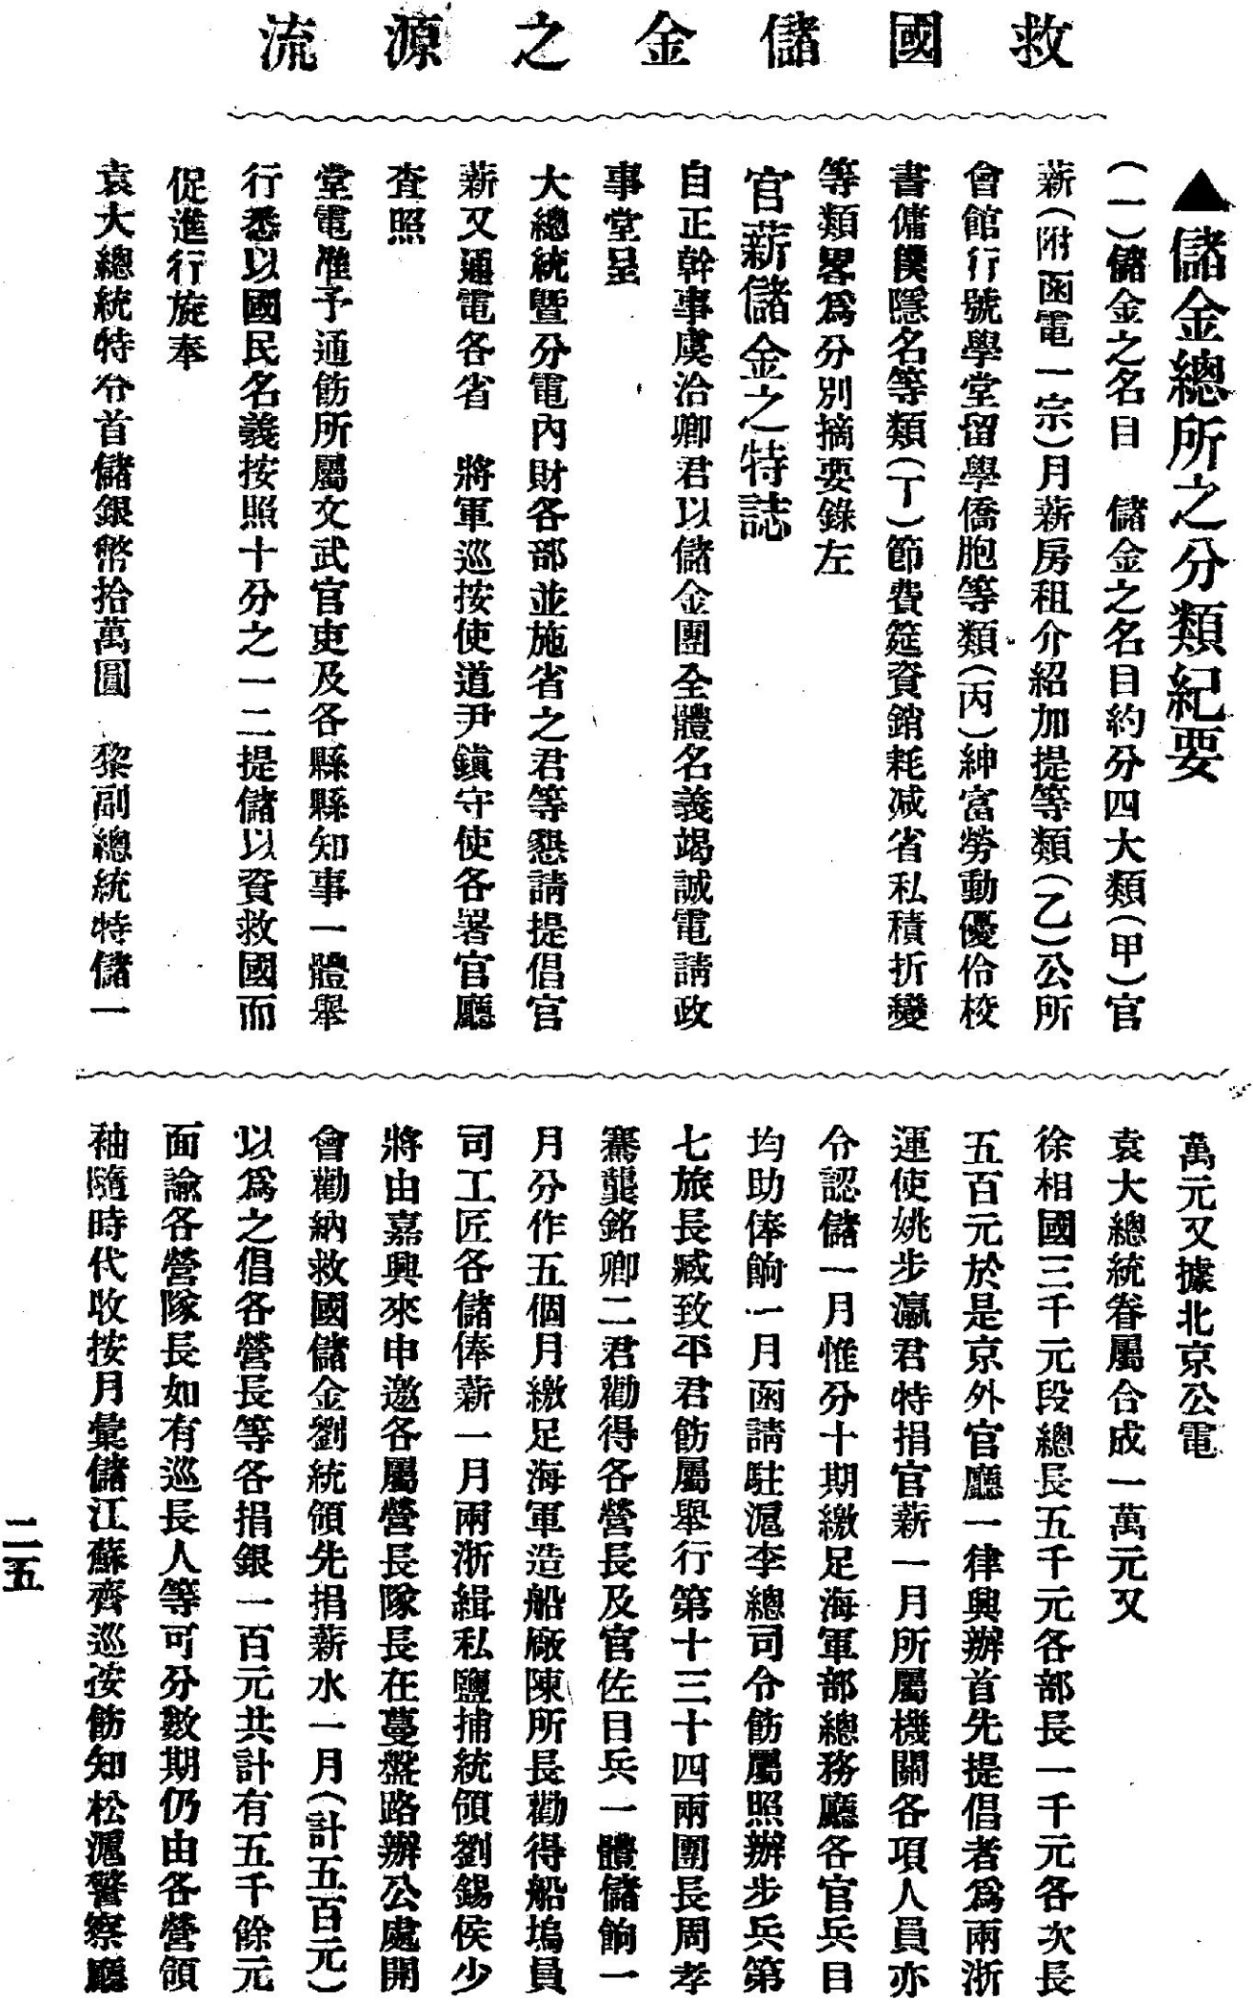 救國儲金之源流
▲儲金總所之分類紀要
(一)儲金之名目　儲金之名目約分四大類(甲)官
薪(附函電一宗)月薪房租介紹加提等類(乙)公所
會館行號學堂留學僑胞等類(丙)紳富勞動優伶校
書傭僕隱名等類(丁)節費筵資銷耗减省私積折變
等類畧爲分別摘要錄左
官薪儲金之特誌
自正幹事虞洽卿君以儲金團全體名義竭誠電請政
事堂呈
大總統曁分電內財各部並施省之君等懇請提倡官
薪又通電各省　將軍巡按使道尹鎭守使各署官廳
査照
堂電准予通飭所屬文武官吏及各縣縣知事一體舉
行悉以國民名義按照十分之一二提儲以資救國而
促進行旋奉
袁大總統特令首儲銀幣拾萬圓　黎副總統特儲一
萬元又據北京公電
袁大總統眷屬合成一萬元又
徐相國三千元段總長五千元各部長一千元各次長
五百元於是京外官廳一律興辦首先提倡者爲兩浙
運使姚步瀛君特捐官薪一月所屬機關各項人員亦
令認儲一月惟分十期繳足海軍部總務廳各官兵目
均助俸餉一月函請駐滬李總司令飭屬照辦步兵第
七旅長臧致平君飭屬舉行第十三十四兩團長周孝
騫龔銘卿二君勸得各營長及官佐目兵一體儲餉一
月分作五個月繳足海軍造船廠陳所長勸得船塢員
司工匠各儲俸薪一月兩浙緝私鹽捕統領劉錫侯少
將由嘉興來申邀各屬營長隊長在蔓盤路辦公處開
會勸納救國儲金劉統領先捐薪水一月(計五百元)
以爲之倡各營長等各捐銀一百元共計有五千餘元
面諭各營隊長如有巡長人等可分數期仍由各營領
袖隨時代收按月彙儲江蘇齊巡按飭知松滬警察廳
二五